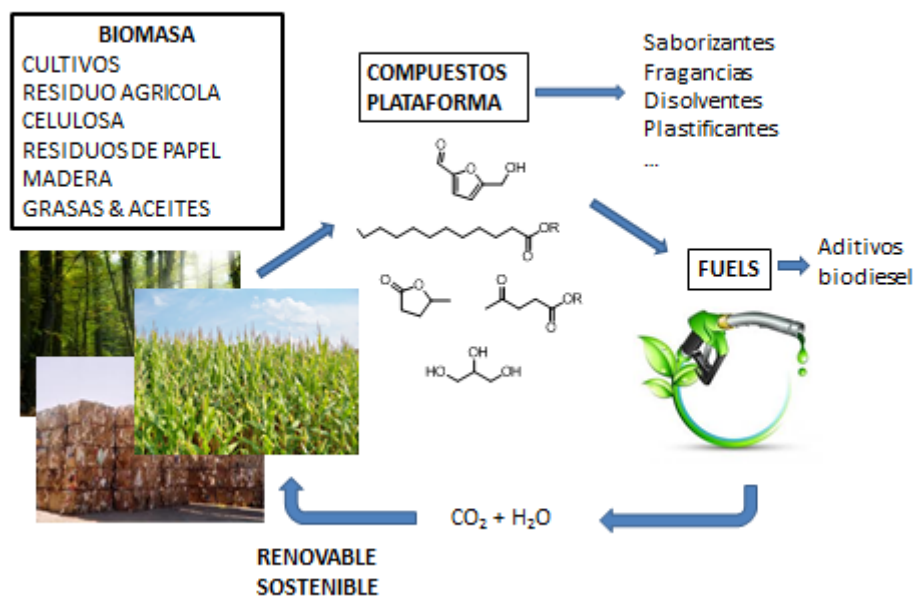 BIOMASA
CULTIVOS
RESIDUO AGRICOLA
CELULOSA
RESIDUOS DE PAPEL
MADERA
GRASAS & ACEITES
COMPUESTOS
PLATAFORMA
Saborizantes
Fragancias
Disolventes
Plastificantes
...
O
O
OH
OR
O
O
O
O
OR
O
OH
HO
OH
FUELS
Aditivos
biodiesel
CO₂ + H₂O
RENOVABLE
SOSTENIBLE